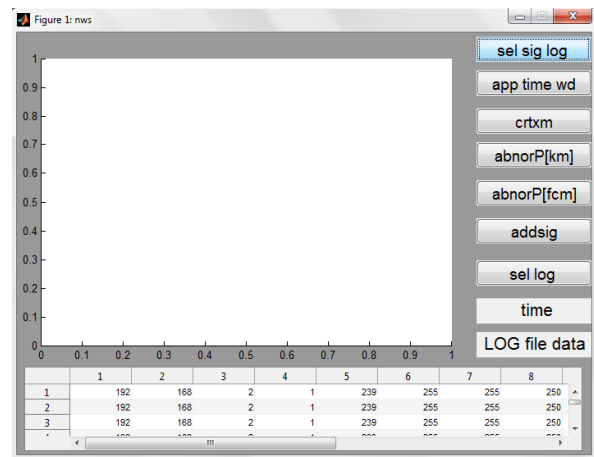 Figure 1: nws
sel sig log
app time wd
crtxm
abnorP[km]
abnorP[fcm]
addsig
sel log
time
LOG file data
1
0.9
0.8
0.7
0.6
0.5
0.4
0.3
0.2
0.1
0
0 0.1 0.2 0.3 0.4 0.5 0.6 0.7 0.8 0.9 1
1 2 3 4 5 6 7 8
1 192 168 2 1 239 255 255 250
2 192 168 2 1 239 255 255 250
3 192 168 2 1 239 255 255 250